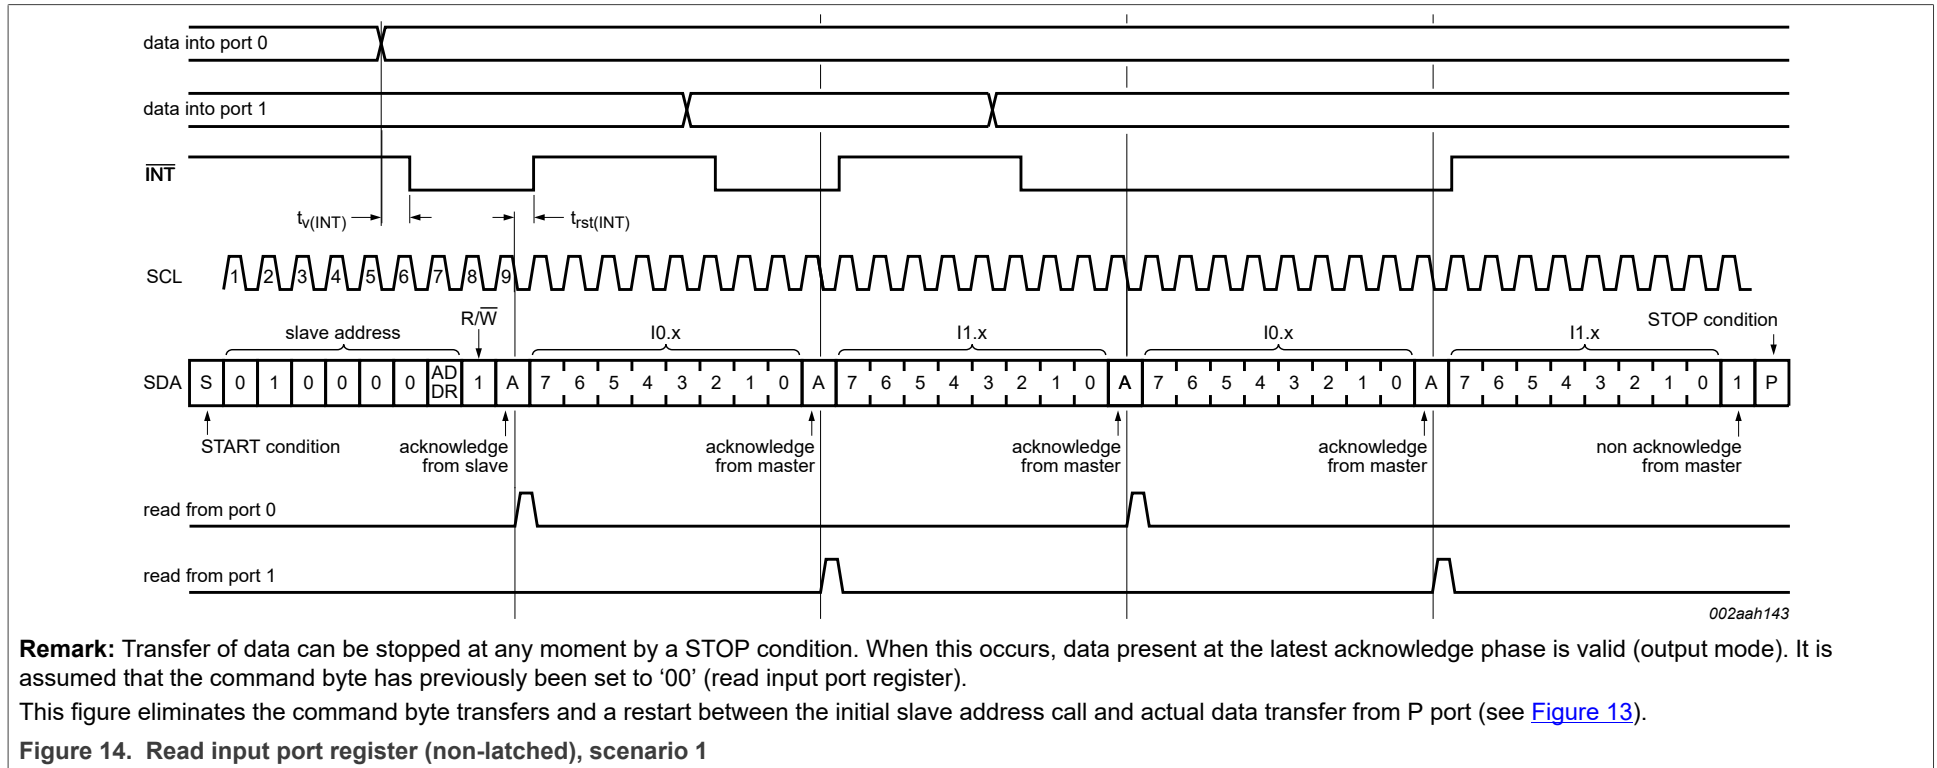 data into port 0
data into port 1
INT
tv(INT)
trst(INT)
SCL
1 2 3 4 5 6 7 8 9
R/W
slave address I0.x I1.x I0.x I1.x STOP condition
SDA S 0 1 0 0 0 0 AD DR 1 A 7 6 5 4 3 2 1 0 A 7 6 5 4 3 2 1 0 A 7 6 5 4 3 2 1 0 A 7 6 5 4 3 2 1 0 1 P
START condition
acknowledge
from slave
acknowledge
from master
acknowledge
from master
acknowledge
from master
non acknowledge
from master
read from port 0
read from port 1
002aah143
Remark: Transfer of data can be stopped at any moment by a STOP condition. When this occurs, data present at the latest acknowledge phase is valid (output mode). It is
assumed that the command byte has previously been set to ‘00’ (read input port register).
This figure eliminates the command byte transfers and a restart between the initial slave address call and actual data transfer from P port (see Figure 13).
Figure 14. Read input port register (non-latched), scenario 1